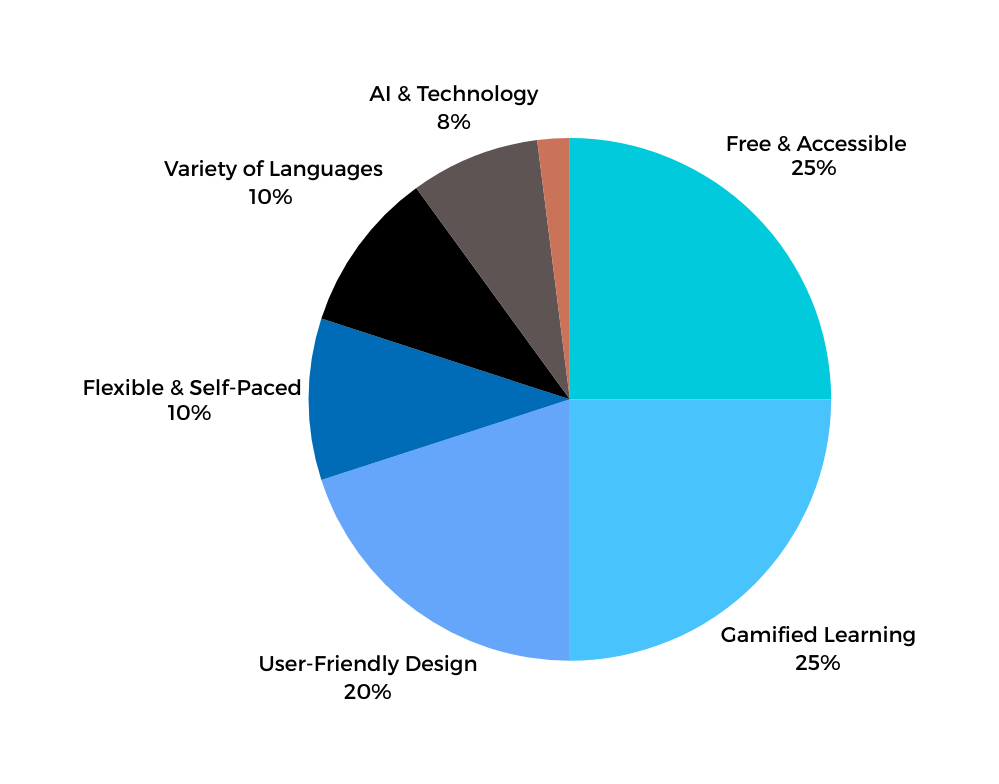 AI & Technology
8%
Free & Accessible
25%
Variety of Languages
10%
Flexible & Self-Paced
10%
Gamified Learning
25%
User-Friendly Design
20%